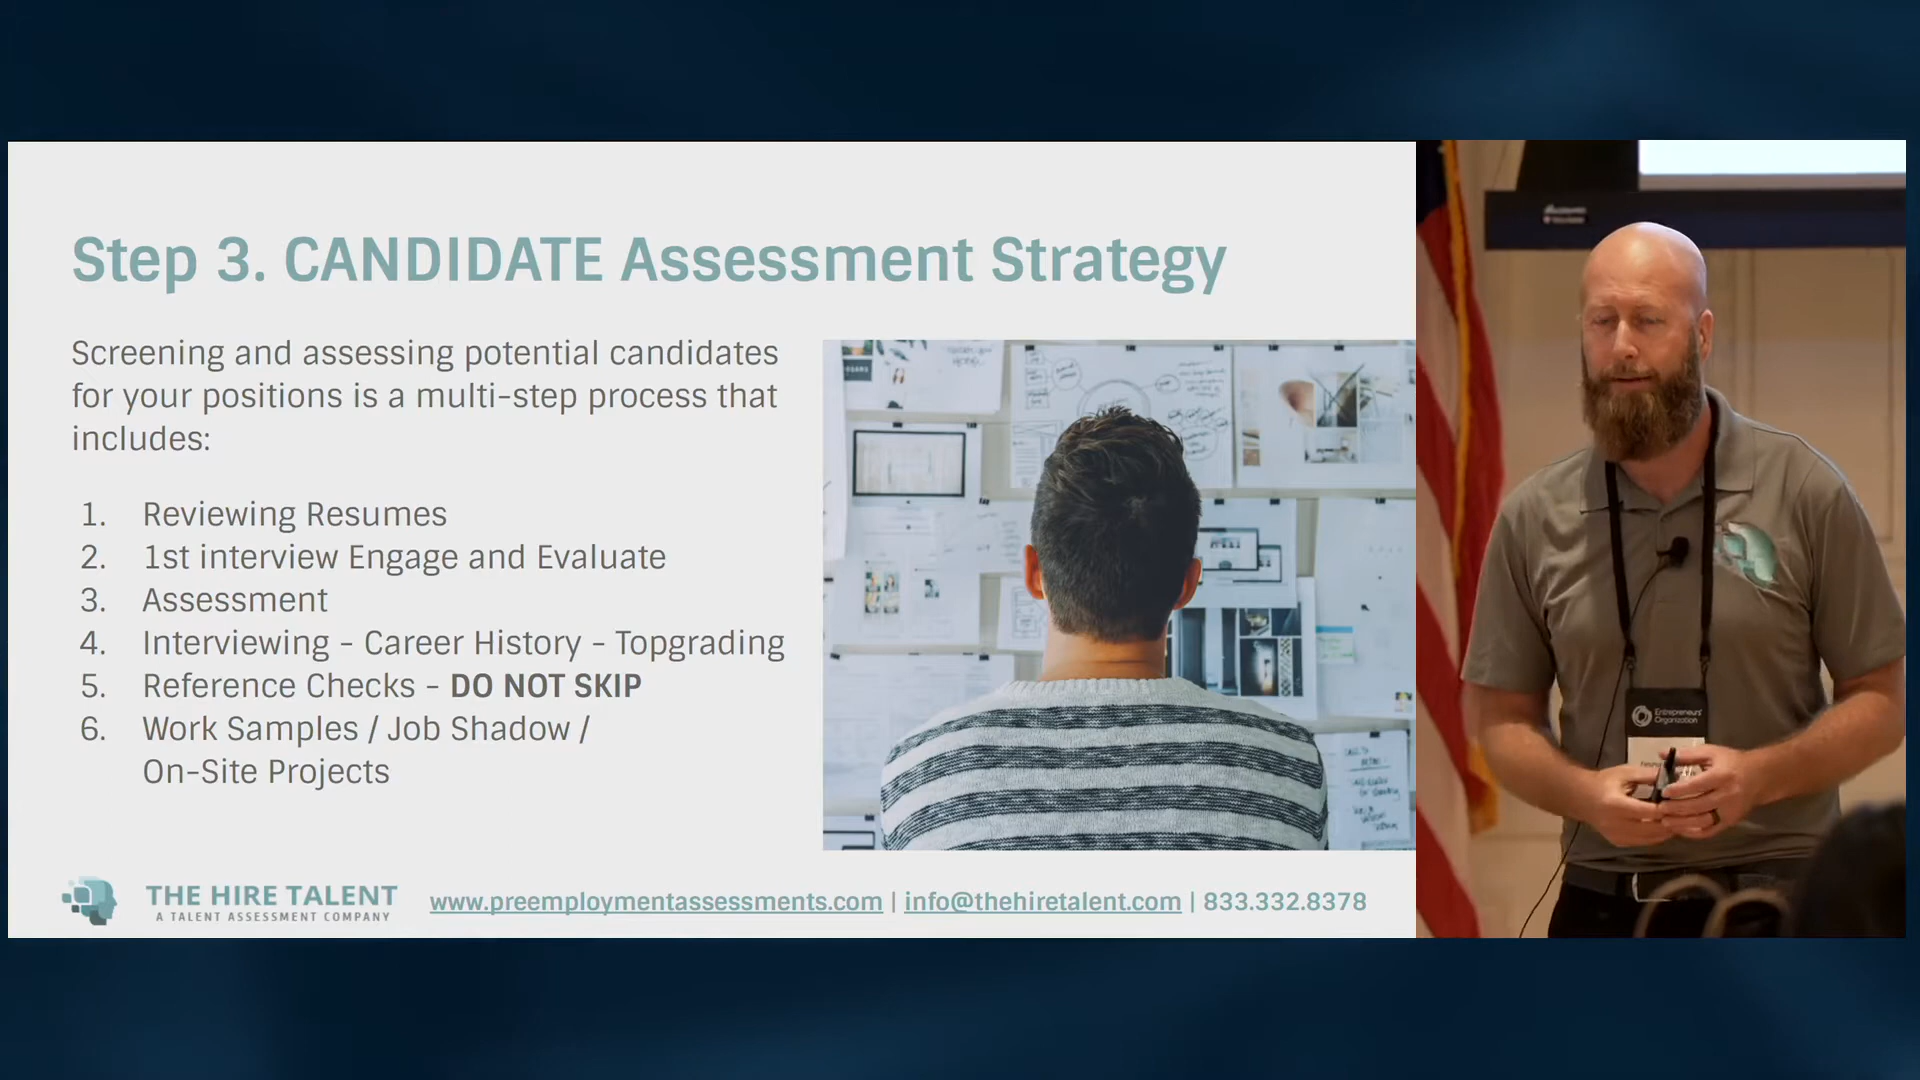 Step 3. CANDIDATE Assessment Strategy
Screening and assessing potential candidates
for your positions is a multi-step process that
includes:
1. Reviewing Resumes
2. 1st interview Engage and Evaluate
3. Assessment
4. Interviewing - Career History - Topgrading
5. Reference Checks - DO NOT SKIP
6. Work Samples / Job Shadow /
On-Site Projects
THE HIRE TALENT
A TALENT ASSESSMENT COMPANY
www.preemploymentassessments.com | info@thehiretalent.com | 833.332.8378
Entrepreneurs'
Organization